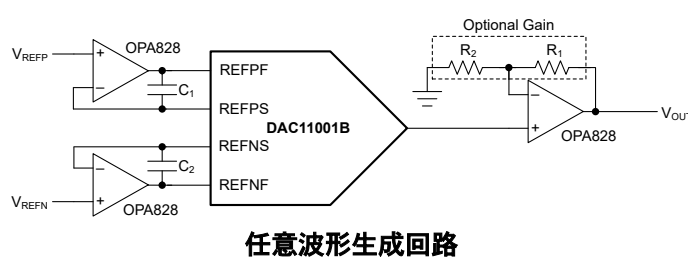 Optional Gain
R2
R1
VREFP
+
−
OPA828
C1
REFPF
REFPS
DAC11001B
REFNS
REFNF
C2
−
+
VREFN
OPA828
−
+
OPA828
VOUT
任意波形生成回路